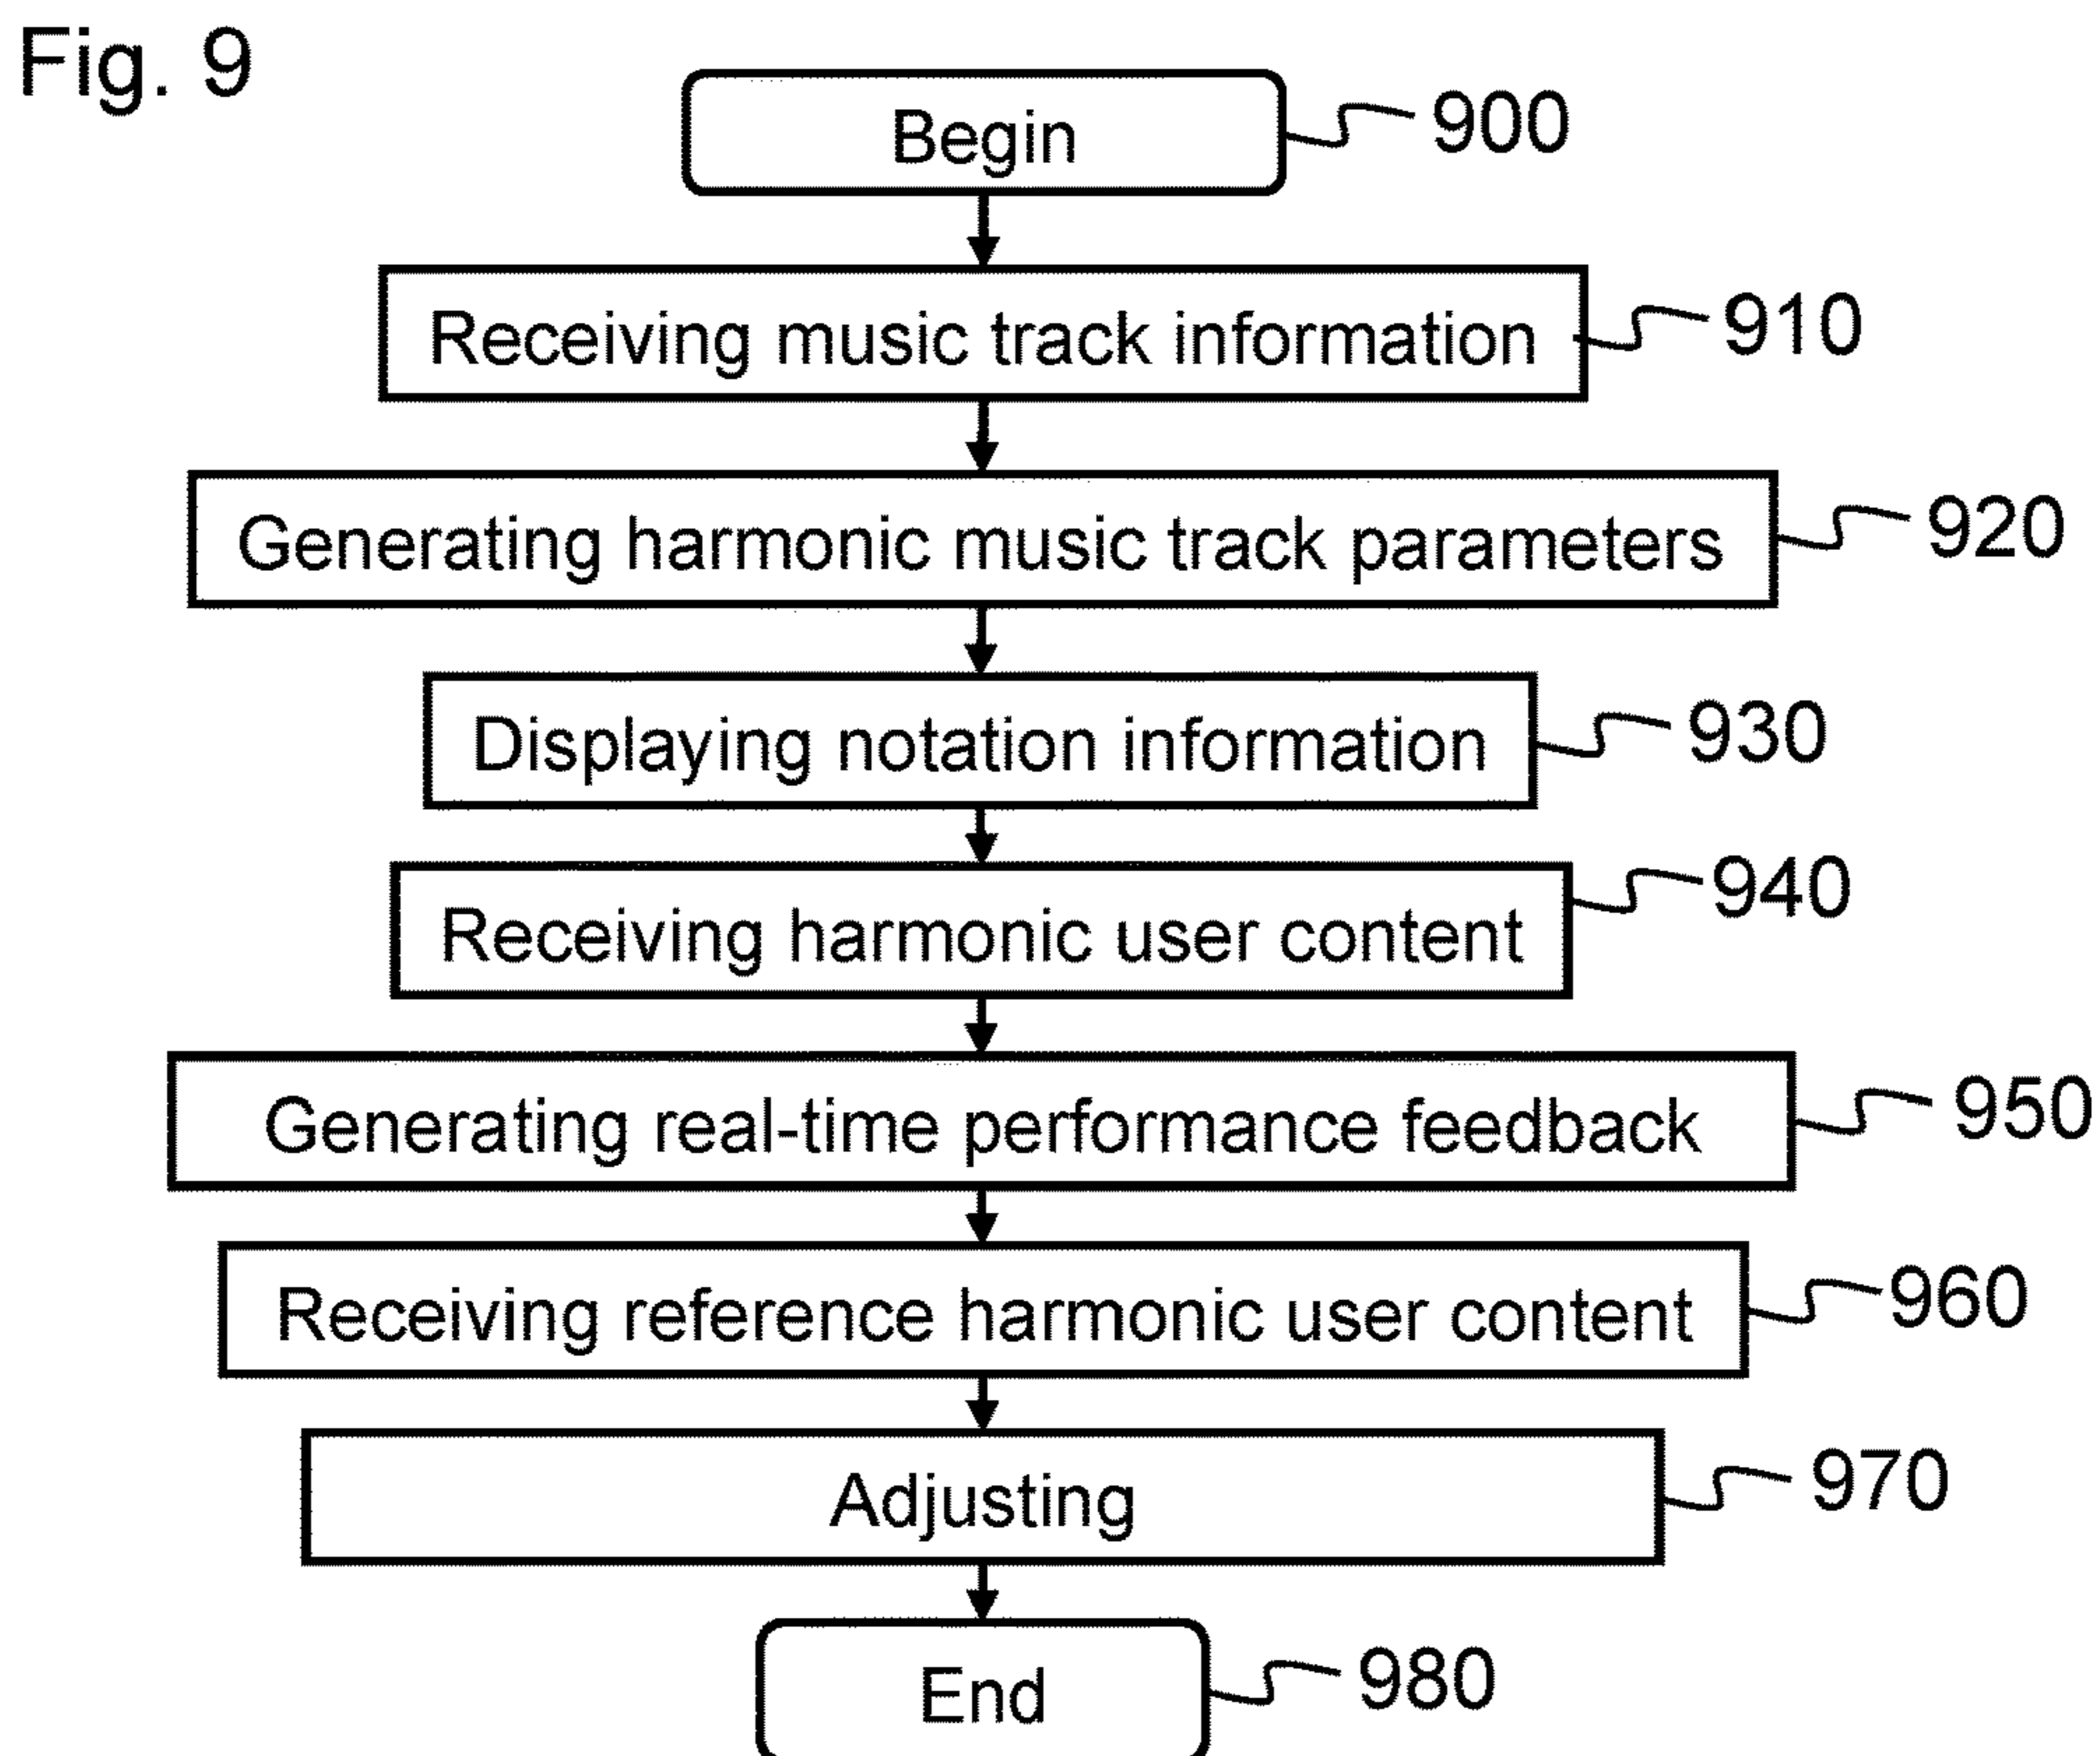 Fig. 9
Begin
900
Receiving music track information
910
Generating harmonic music track parameters
920
Displaying notation information
930
Receiving harmonic user content
940
Generating real-time performance feedback
950
Receiving reference harmonic user content
960
Adjusting
970
End
980